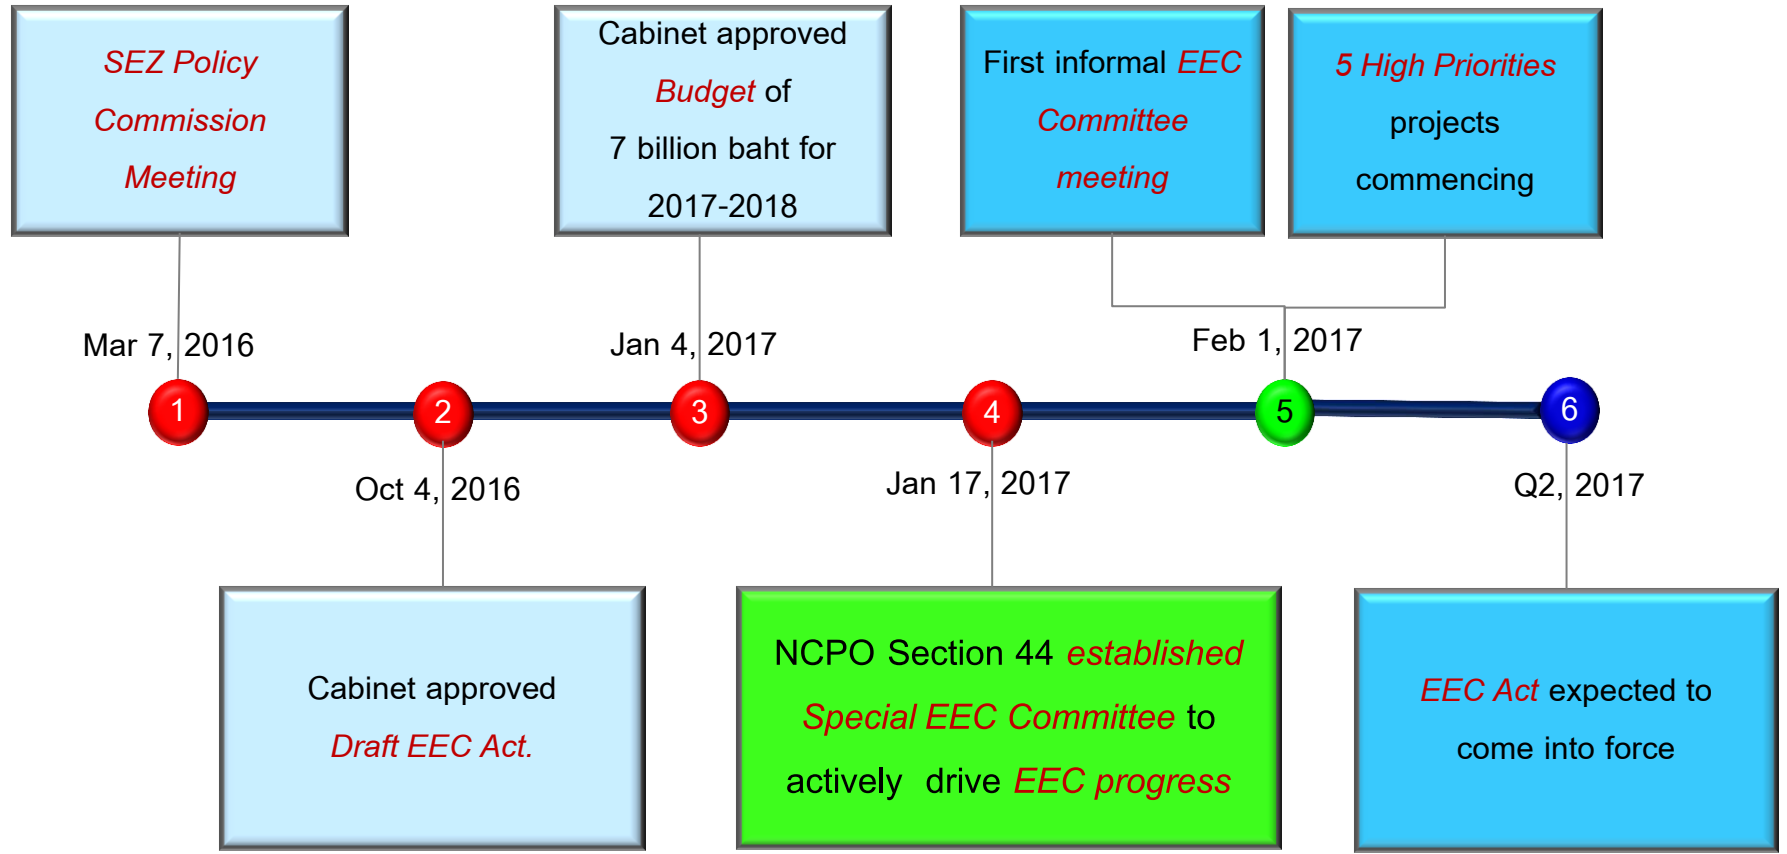 SEZ Policy
Commission
Meeting
Cabinet approved
Budget of
7 billion baht for
2017-2018
First informal EEC
Committee
meeting
5 High Priorities
projects
commencing
Mar 7, 2016
Jan 4, 2017
Feb 1, 2017
1
2
3
4
5
6
Oct 4, 2016
Jan 17, 2017
Q2, 2017
Cabinet approved
Draft EEC Act.
NCPO Section 44 established
Special EEC Committee to
actively drive EEC progress
EEC Act expected to
come into force